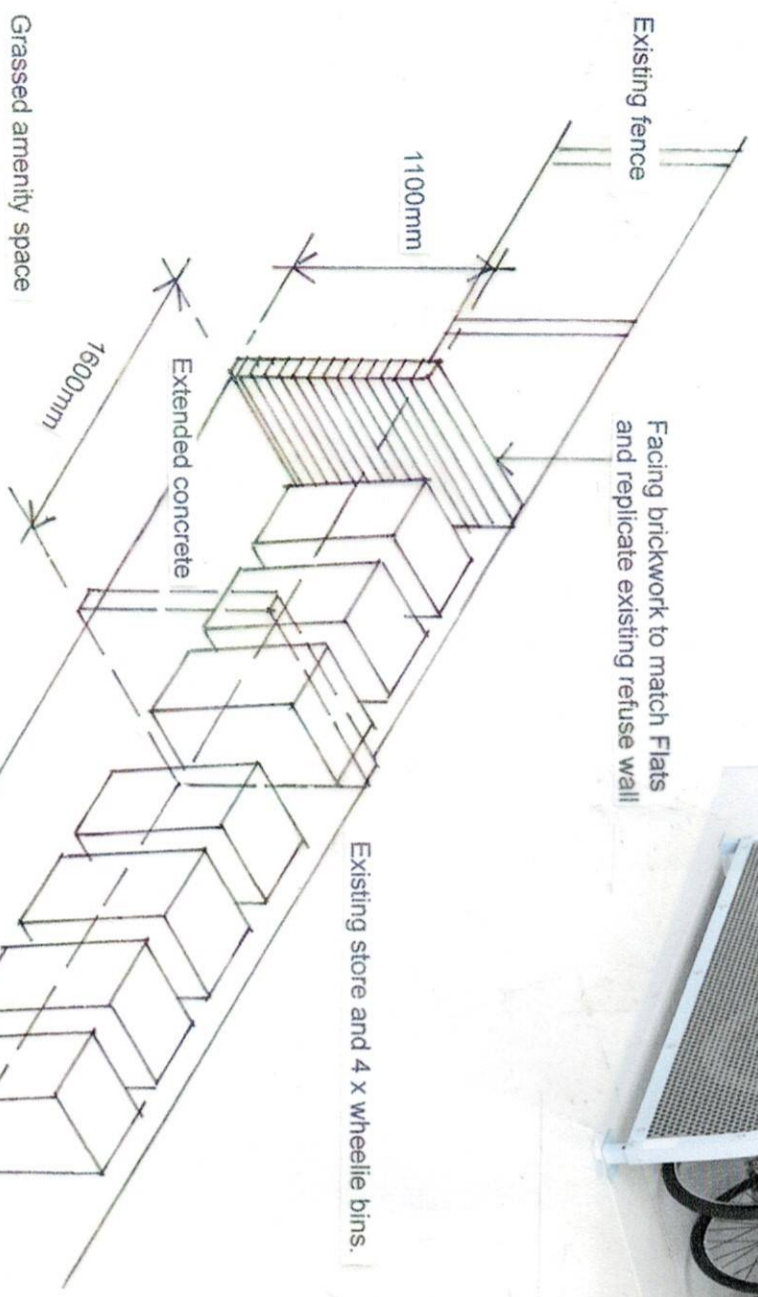 Existing fence
Facing brickwork to match Flats
and replicate existing refuse wall
1100mm
Existing store and 4 x wheelie bins.
Extended concrete
1600mm
Grassed amenity space